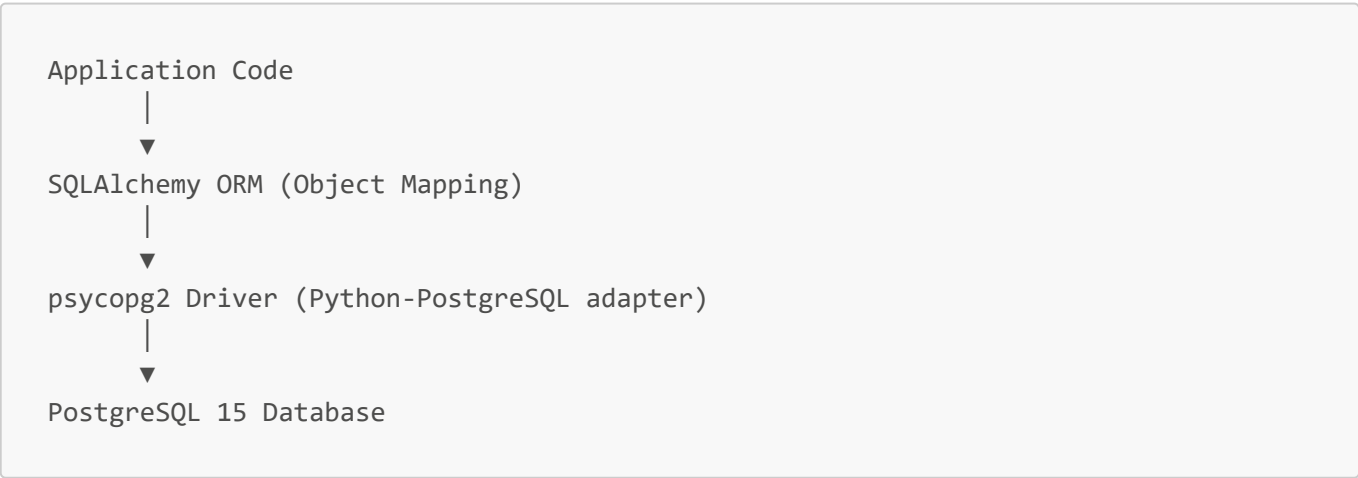 Application Code
│
▼
SQLAlchemy ORM (Object Mapping)
│
▼
psycopg2 Driver (Python-PostgreSQL adapter)
│
▼
PostgreSQL 15 Database